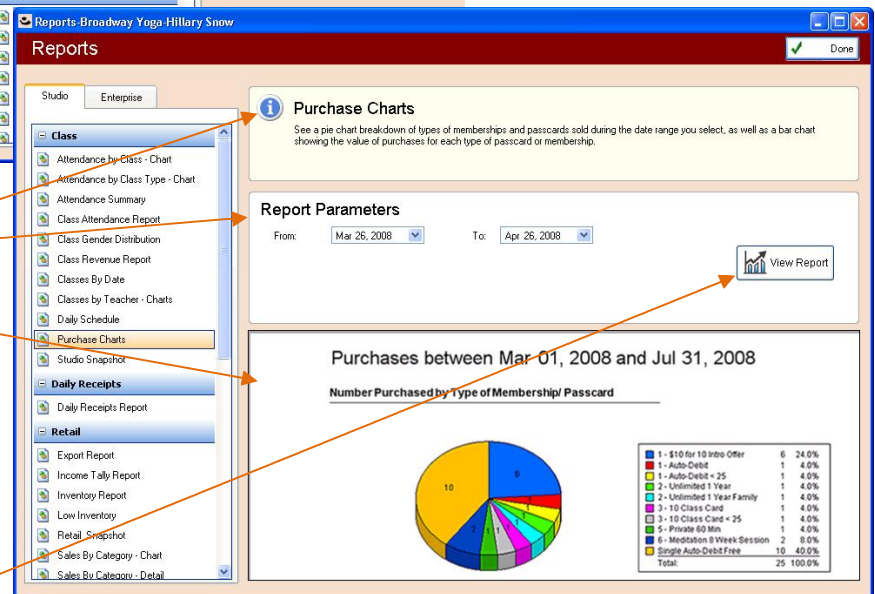 Reports-Broadway Yoga-Hillary Snow
Reports
Done
Studio
Enterprise
Class
Attendance by Class - Chart
Attendance by Class Type - Chart
Attendance Summary
Class Attendance Report
Class Gender Distribution
Class Revenue Report
Classes By Date
Classes by Teacher - Charts
Daily Schedule
Purchase Charts
Studio Snapshot
Daily Receipts
Daily Receipts Report
Retail
Export Report
Income Tally Report
Inventory Report
Low Inventory
Retail Snapshot
Sales By Category - Chart
Sales By Category - Detail
Purchase Charts
See a pie chart breakdown of types of memberships and passcards sold during the date range you select, as well as a bar chart
showing the value of purchases for each type of passcard or membership.
Report Parameters
From: Mar 26, 2008 To: Apr 26, 2008
View Report
Purchases between Mar 01, 2008 and Jul 31, 2008
Number Purchased by Type of Membership/ Passcard
6
10
2
1
1
1
1
1
1
1
1 - $10 for 10 Intro Offer 6 24.0%
1 - Auto-Debit 1 4.0%
1 - Auto-Debit < 25 1 4.0%
2 - Unlimited 1 Year 1 4.0%
2 - Unlimited 1 Year Family 1 4.0%
3 - 10 Class Card 1 4.0%
3 - 10 Class Card < 25 1 4.0%
5 - Private 60 Min 1 4.0%
6 - Meditation 8 Week Session 2 8.0%
Single Auto-Debit Free 10 40.0%
Total: 25 100.0%